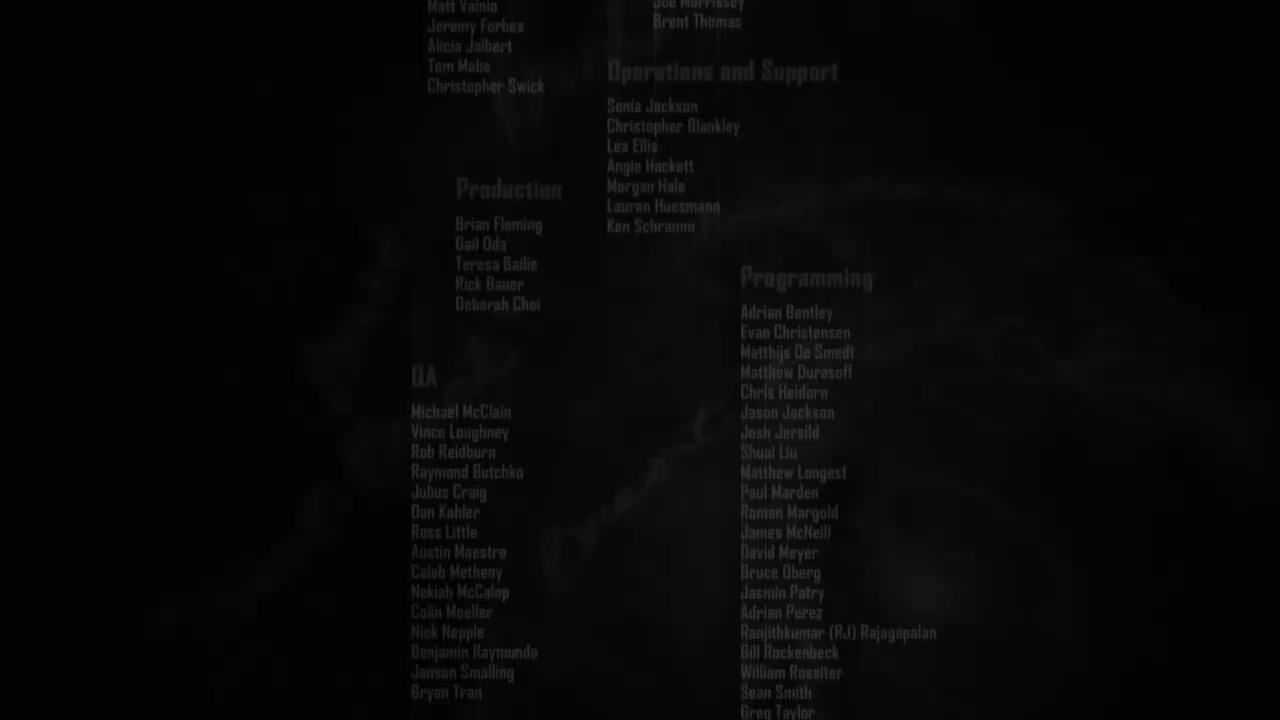 Matt Vainio
Jeremy Forbes
Alicia Jalbert
Tom Mabe
Christopher Swick
Joe Morrissey
Brent Thomas
Operations and Support
Sonia Jackson
Christopher Blankley
Lea Ellis
Angie Hackett
Morgan Hale
Lauren Huesmann
Ken Schramm
Production
Brian Fleming
Gail Oda
Teresa Bailie
Rick Bauer
Deborah Choi
Programming
Adrian Bentley
Evan Christensen
Matthijs De Smedt
Matthew Durasoff
Chris Heidorn
Jason Jackson
Josh Jersild
Shuai Liu
Matthew Longest
Paul Marden
Roman Margold
James McNeill
David Meyer
Bruce Oberg
Jasmin Patry
Adrian Perez
Ranjithkumar (RJ) Rajagopalan
Bill Rockenbeck
William Rossiter
Sean Smith
Greg Taylor
QA
Michael McClain
Vince Loughney
Rob Reidburn
Raymond Butchko
Julius Craig
Dan Kohler
Ross Little
Austin Maestre
Caleb Metheny
Nekiah McCalop
Colin Moeller
Nick Nepple
Benjamin Raymundo
Janson Smalling
Bryan Tran